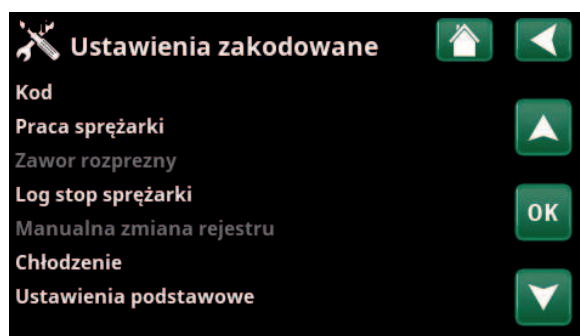 Ustawienia zakodowane
Kod
Praca sprężarki
Zawor rozprezny
Log stop sprężarki
OK
Manualna zmiana rejestru
Chłodzenie
Ustawienia podstawowe